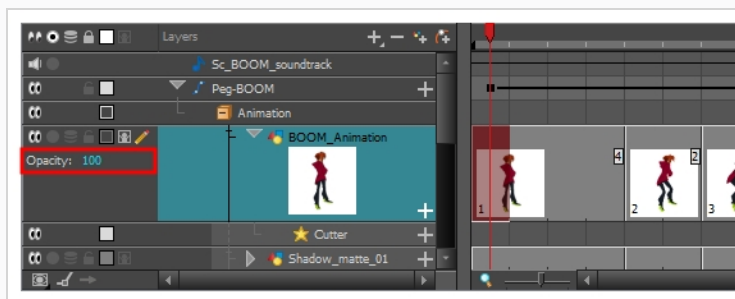 Layers
Sc_BOOM_soundtrack
Peg-BOOM
Animation
BOOM_Animation
Opacity: 100
4
2
1
2
3
Cutter
Shadow_matte_01